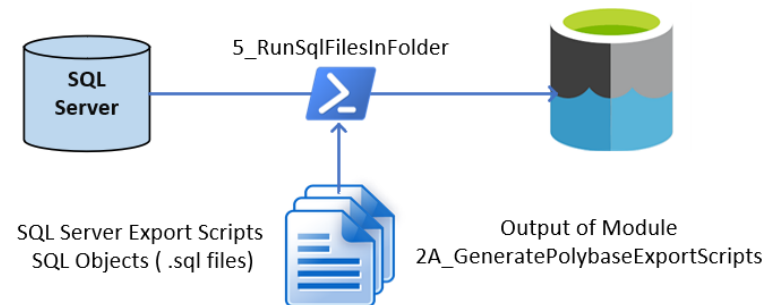 5_RunSqlFilesInFolder
SQL
Server
SQL Server Export Scripts
SQL Objects ( .sql files)
Output of Module
2A_GeneratePolybaseExportScripts